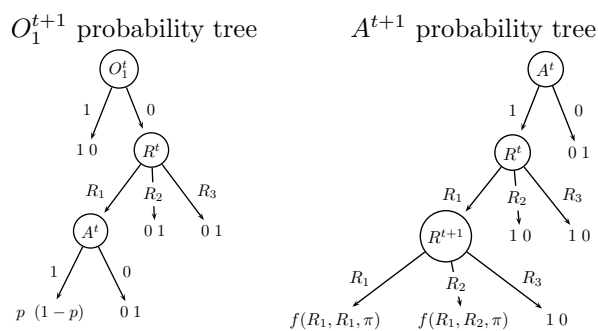 O_1^{t+1} probability tree A^{t+1} probability tree
O_1^t A^t
1 0 1 0
1 0 R^t R^t 0 1
R_1 R_2 R_3 R_1 R_2 R_3
A^t 0 1 0 1 R^{t+1} 1 0 1 0
1 0 R_1 R_2 R_3
p (1 − p) 0 1 f(R_1, R_1, π) f(R_1, R_2, π) 1 0